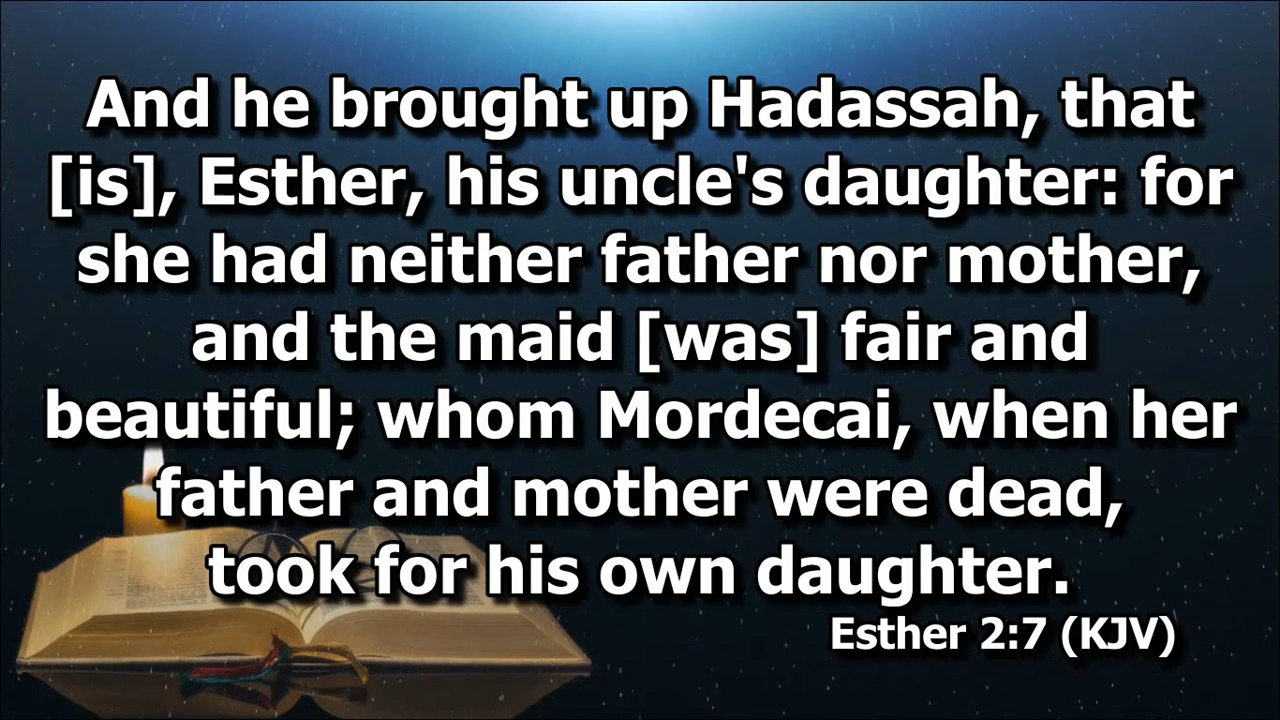 And he brought up Hadassah, that
[is], Esther, his uncle's daughter: for
she had neither father nor mother,
and the maid [was] fair and
beautiful; whom Mordecai, when her
father and mother were dead,
took for his own daughter.
Esther 2:7 (KJV)